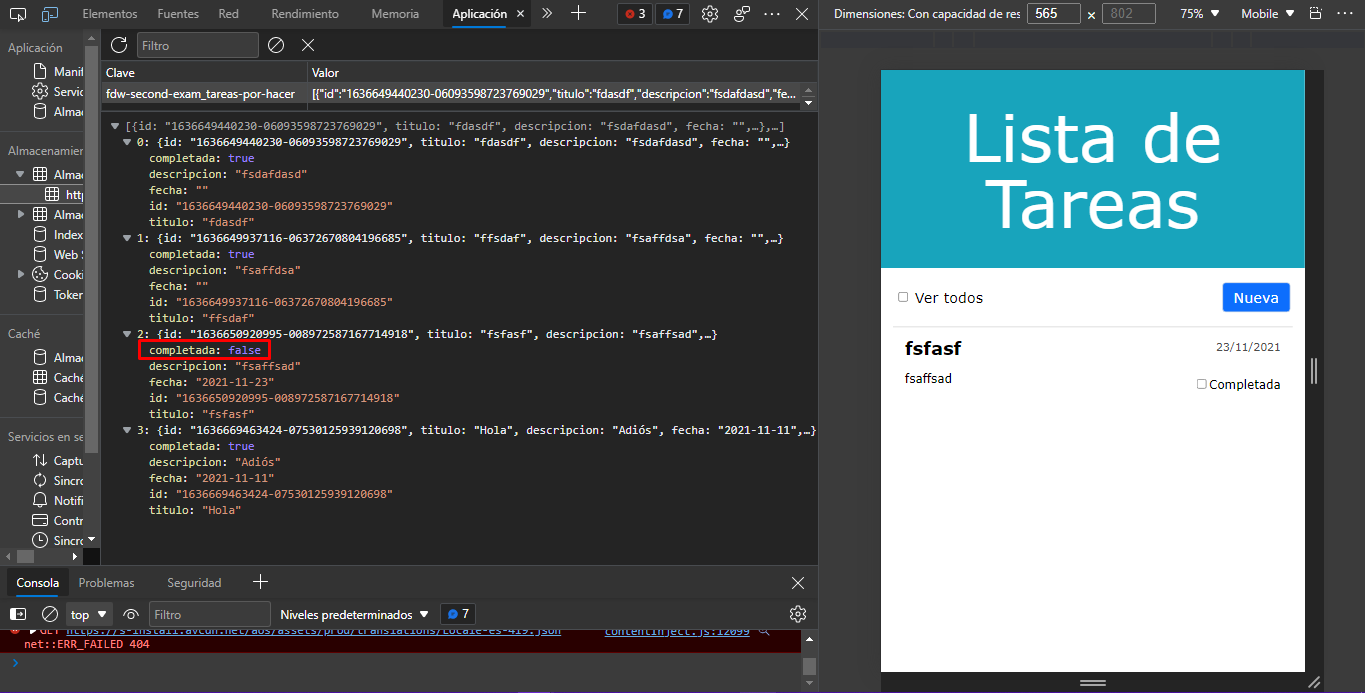 Elementos Fuentes Red Rendimiento Memoria Aplicación 3 7
Dimensiones: Con capacidad de res 565 x 802 75% Mobile
Aplicación
Manif
Servic
Almac
Almacenamien
Almac
http
Almac
Index
Web S
Cooki
Token
Caché
Almac
Caché
Caché
Servicios en se
Captu
Sincro
Notifi
Contr
Sincro
Filtro
Clave Valor
fdw-second-exam_tareas-por-hacer [{"id":"1636649440230-06093598723769029","titulo":"fdasdf","descripcion":"fsdafdasd","fe...
[{id: "1636649440230-06093598723769029", titulo: "fdasdf", descripcion: "fsdafdasd", fecha: "",…},…]
0: {id: "1636649440230-06093598723769029", titulo: "fdasdf", descripcion: "fsdafdasd", fecha: "",…}
completada: true
descripcion: "fsdafdasd"
fecha: ""
id: "1636649440230-06093598723769029"
titulo: "fdasdf"
1: {id: "1636649937116-06372670804196685", titulo: "ffsdaf", descripcion: "fsaffdsa", fecha: "",…}
completada: true
descripcion: "fsaffdsa"
fecha: ""
id: "1636649937116-06372670804196685"
titulo: "ffsdaf"
2: {id: "1636650920995-008972587167714918", titulo: "fsfasf", descripcion: "fsaffsad",…}
completada: false
descripcion: "fsaffsad"
fecha: "2021-11-23"
id: "1636650920995-008972587167714918"
titulo: "fsfasf"
3: {id: "1636669463424-07530125939120698", titulo: "Hola", descripcion: "Adiós", fecha: "2021-11-11",…}
completada: true
descripcion: "Adiós"
fecha: "2021-11-11"
id: "1636669463424-07530125939120698"
titulo: "Hola"
Consola Problemas Seguridad
top Filtro Niveles predeterminados 7
GET https://s-install.avcdn.net/aos/assets/prod/translations/Locale-es-419.json contentInject.js:12099
net::ERR_FAILED 404
Lista de
Tareas
Ver todos Nueva
fsfasf 23/11/2021
fsaffsad Completada